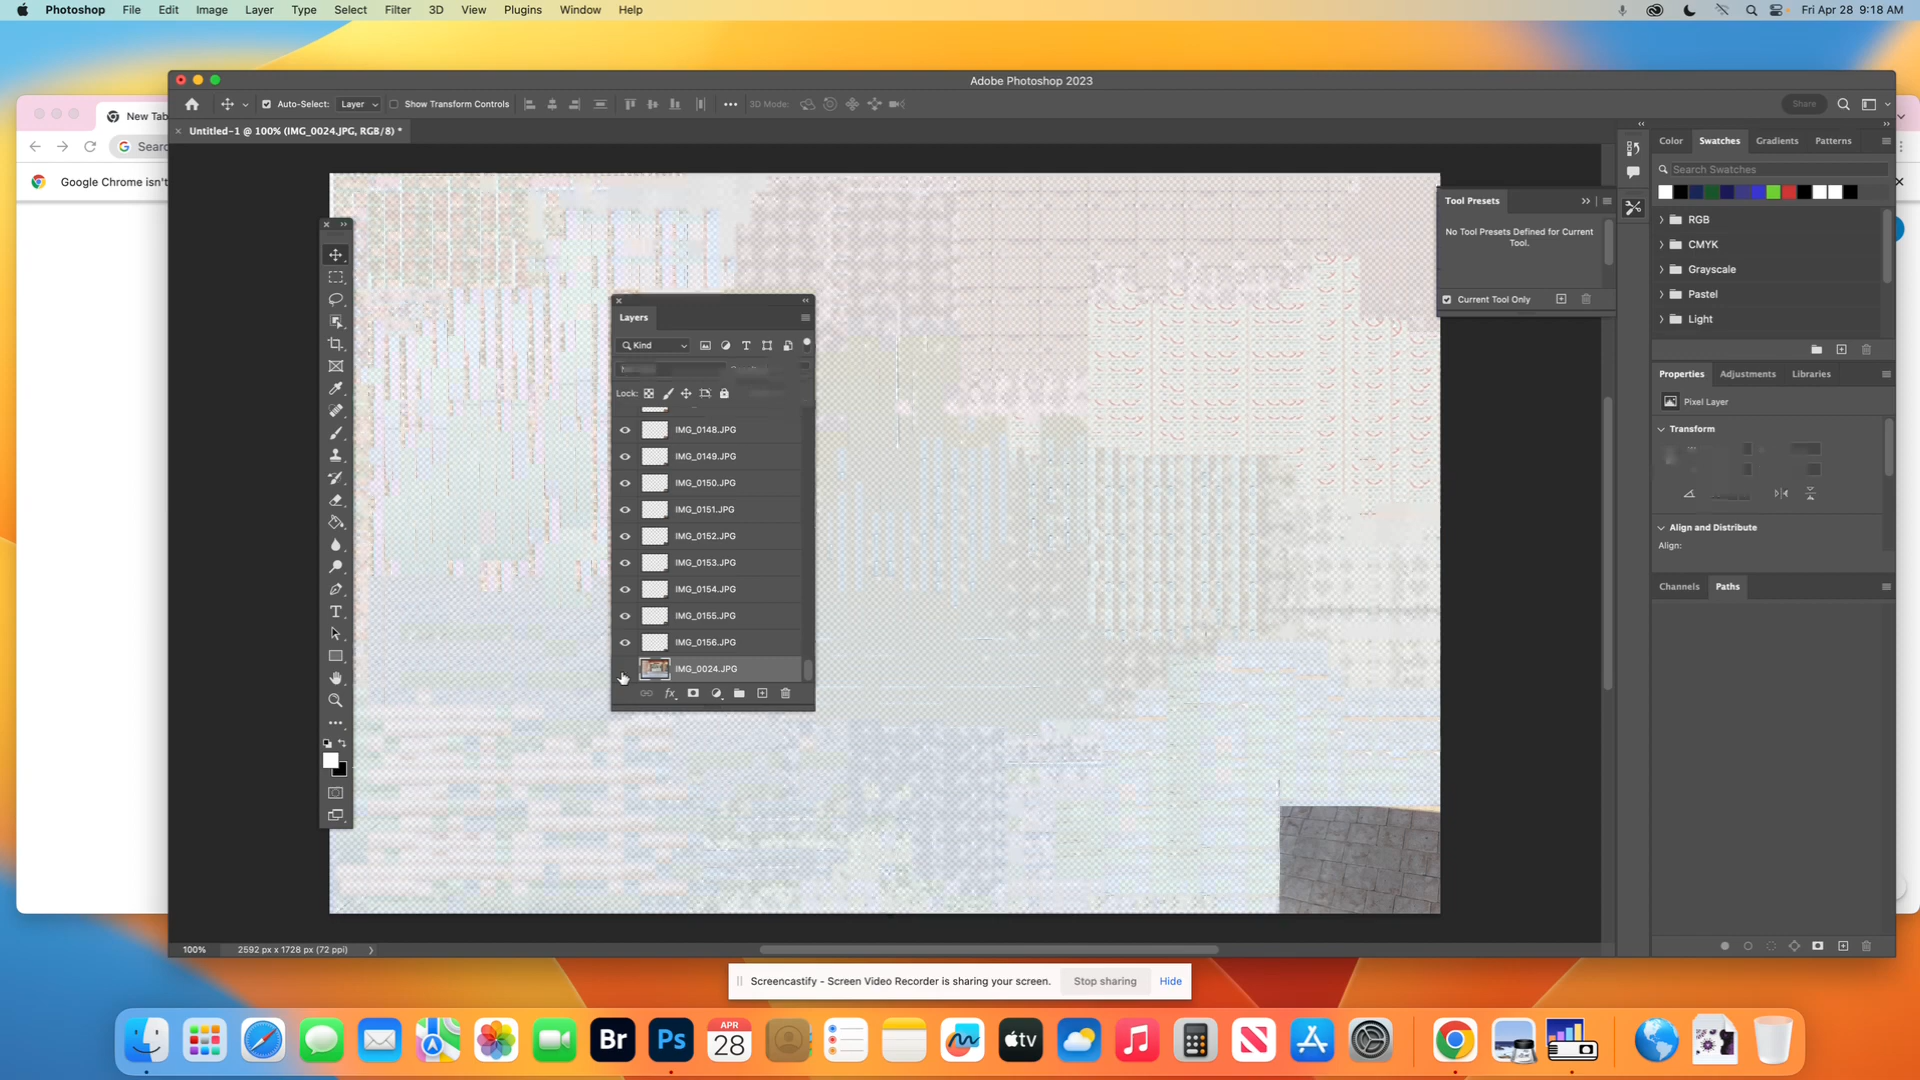 Photoshop File Edit Image Layer Type Select Filter 3D View Plugins Window Help
Fri Apr 28 9:18 AM
Adobe Photoshop 2023
Auto-Select: Layer Show Transform Controls 3D Mode: Share
New Tab
Untitled-1 @ 100% (IMG_0024.JPG, RGB/8) *
Color Swatches Gradients Patterns
Search Swatches
Google Chrome isn't
Tool Presets
No Tool Presets Defined for Current
Tool.
Current Tool Only
RGB
CMYK
Grayscale
Pastel
Light
Properties Adjustments Libraries
Pixel Layer
Transform
Align and Distribute
Align:
Channels Paths
Layers
Kind
Lock:
IMG_0148.JPG
IMG_0149.JPG
IMG_0150.JPG
IMG_0151.JPG
IMG_0152.JPG
IMG_0153.JPG
IMG_0154.JPG
IMG_0155.JPG
IMG_0156.JPG
IMG_0024.JPG
fx
100% 2592 px x 1728 px (72 ppi)
Screencastify - Screen Video Recorder is sharing your screen. Stop sharing Hide
Br
Ps
APR
28
tv